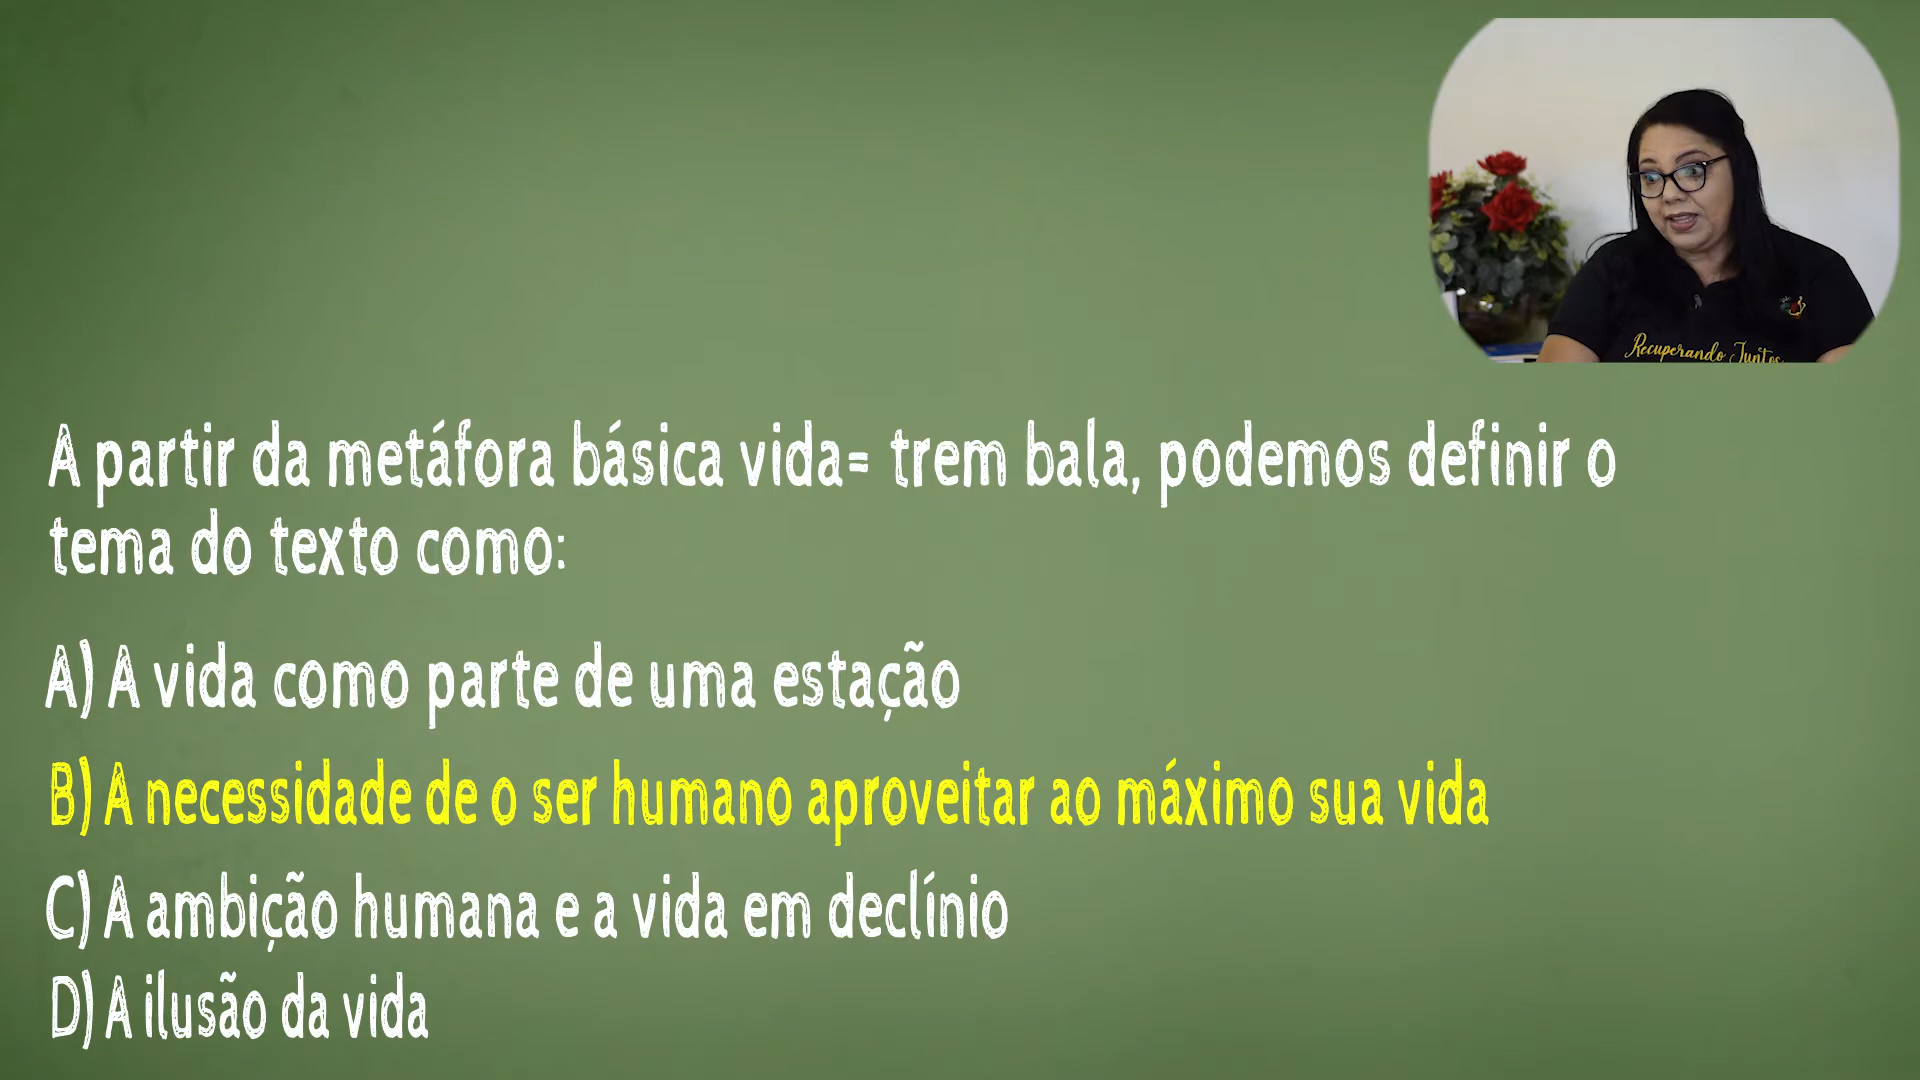 Recuperando Juntos
A partir da metáfora básica vida= trem bala, podemos definir o
tema do texto como:
A) A vida como parte de uma estação
B) A necessidade de o ser humano aproveitar ao máximo sua vida
C) A ambição humana e a vida em declínio
D) A ilusão da vida